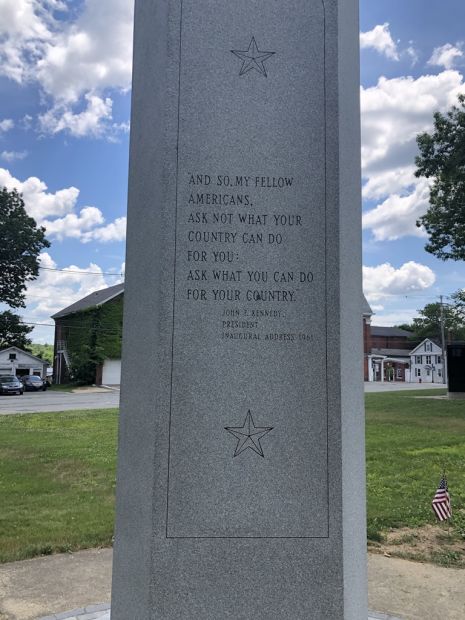 "AND SO, MY FELLOW
AMERICANS,
ASK NOT WHAT YOUR
COUNTRY CAN DO
FOR YOU:
ASK WHAT YOU CAN DO
FOR YOUR COUNTRY."
JOHN F. KENNEDY,
PRESIDENT
INAUGURAL ADDRESS 1961